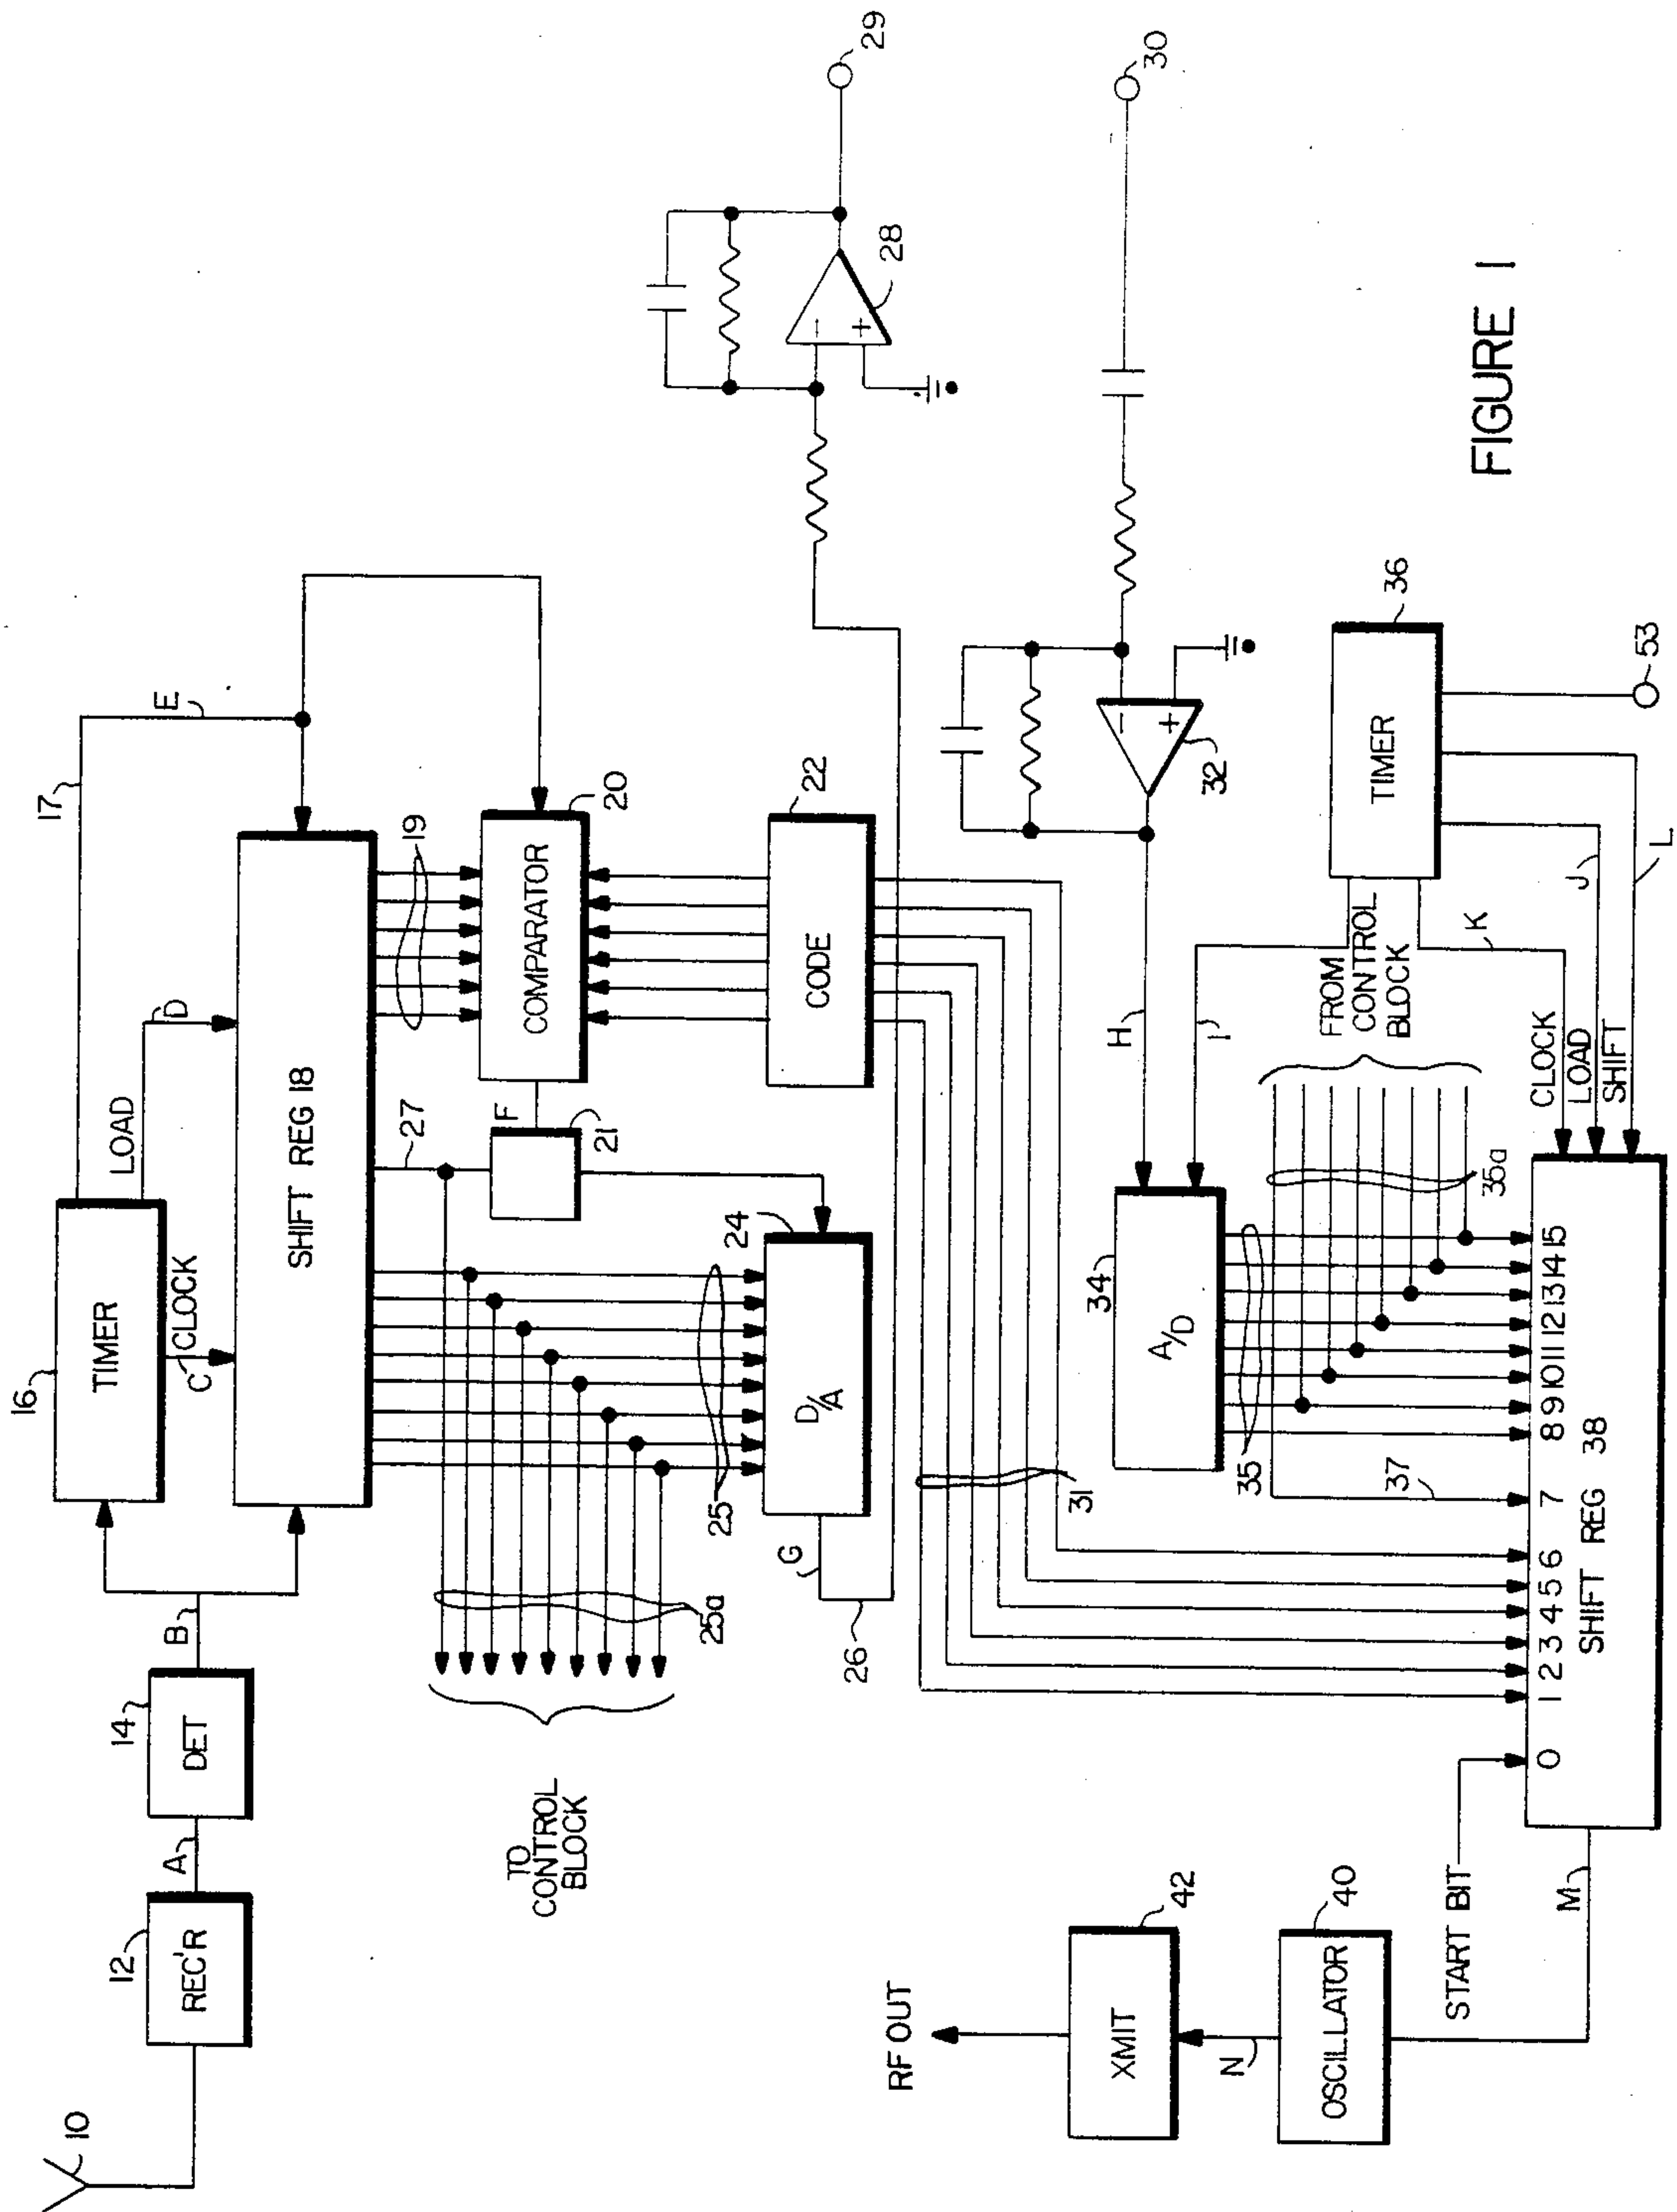 10
12
REC'R
A
14
DET
B
16
TIMER
C
CLOCK
LOAD
D
17
E
SHIFT REG 18
19
27
F
20
COMPARATOR
21
22
CODE
24
D/A
25
25a
TO
CONTROL
BLOCK
G
26
28
−
+
29
30
31
−
+
32
H
I
34
A/D
35
35a
FROM
CONTROL
BLOCK
36
TIMER
53
K
J
L
CLOCK
LOAD
SHIFT
37
START BIT
0 1 2 3 4 5 6 7 8 9 10 11 12 13 14 15
SHIFT REG 38
M
40
OSCILLATOR
N
42
XMIT
RF OUT
FIGURE 1